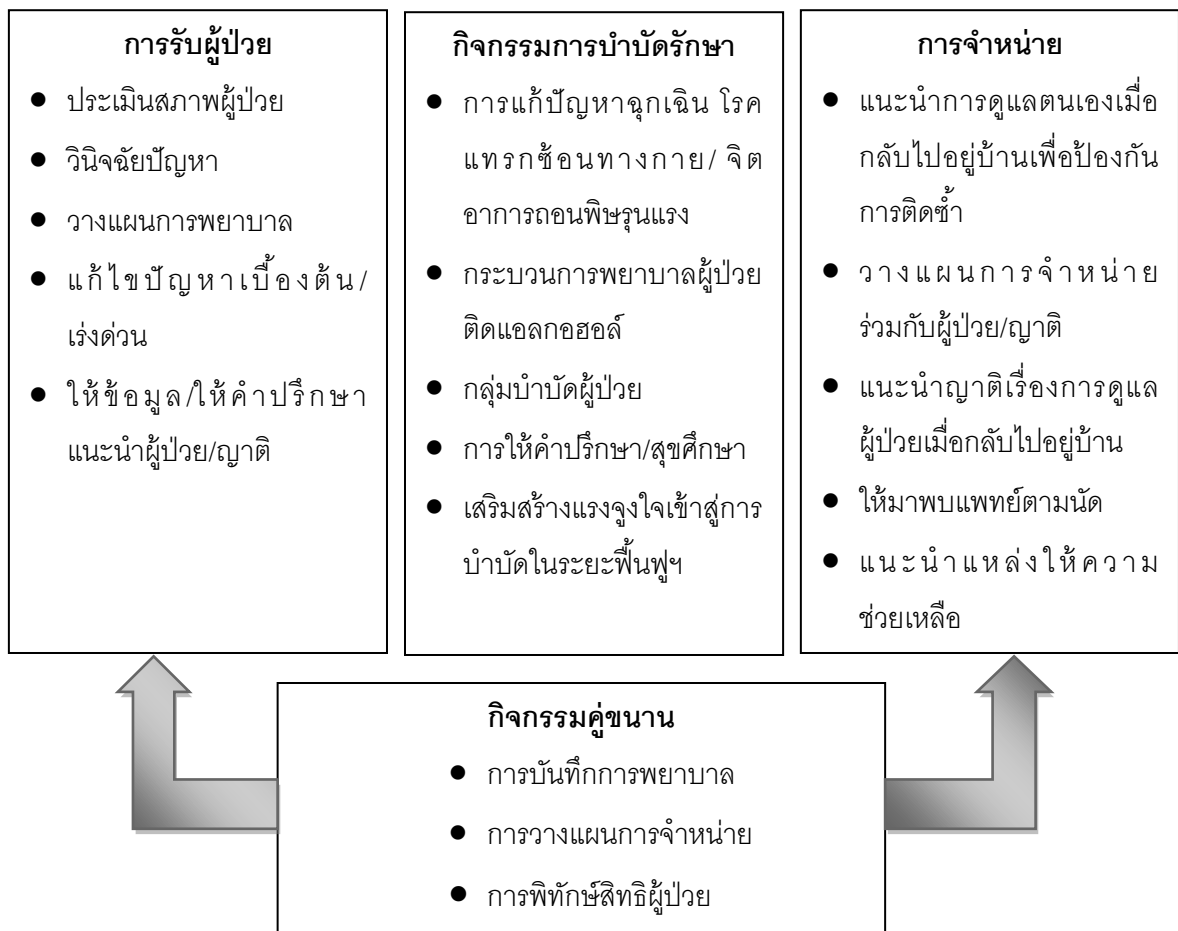 การรับผู้ป่วย
● ประเมินสภาพผู้ป่วย
● วินิจฉัยปัญหา
● วางแผนการพยาบาล
● แก้ไขปัญหาเบื้องต้น/
เร่งด่วน
● ให้ข้อมูล/ให้คำปรึกษา
แนะนำผู้ป่วย/ญาติ
กิจกรรมการบำบัดรักษา
● การแก้ปัญหาฉุกเฉิน โรค
แทรกซ้อนทางกาย/ จิต
อาการถอนพิษรุนแรง
● กระบวนการพยาบาลผู้ป่วย
ติดแอลกอฮอล์
● กลุ่มบำบัดผู้ป่วย
● การให้คำปรึกษา/สุขศึกษา
● เสริมสร้างแรงจูงใจเข้าสู่การ
บำบัดในระยะฟื้นฟูฯ
การจำหน่าย
● แนะนำการดูแลตนเองเมื่อ
กลับไปอยู่บ้านเพื่อป้องกัน
การติดซ้ำ
● วางแผนการจำหน่าย
ร่วมกับผู้ป่วย/ญาติ
● แนะนำญาติเรื่องการดูแล
ผู้ป่วยเมื่อกลับไปอยู่บ้าน
● ให้มาพบแพทย์ตามนัด
● แนะนำแหล่งให้ความ
ช่วยเหลือ
กิจกรรมคู่ขนาน
● การบันทึกการพยาบาล
● การวางแผนการจำหน่าย
● การพิทักษ์สิทธิผู้ป่วย